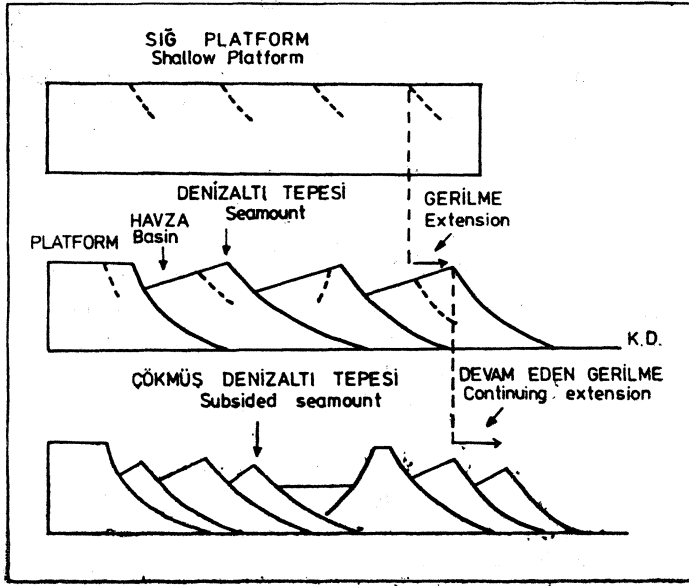 SIĞ PLATFORM
Shallow Platform
DENİZALTI TEPESİ
Seamount
GERİLME
Extension
HAVZA
Basin
PLATFORM
K.D.
ÇÖKMÜŞ DENİZALTI TEPESİ
Subsided seamount
DEVAM EDEN GERİLME
Continuing extension